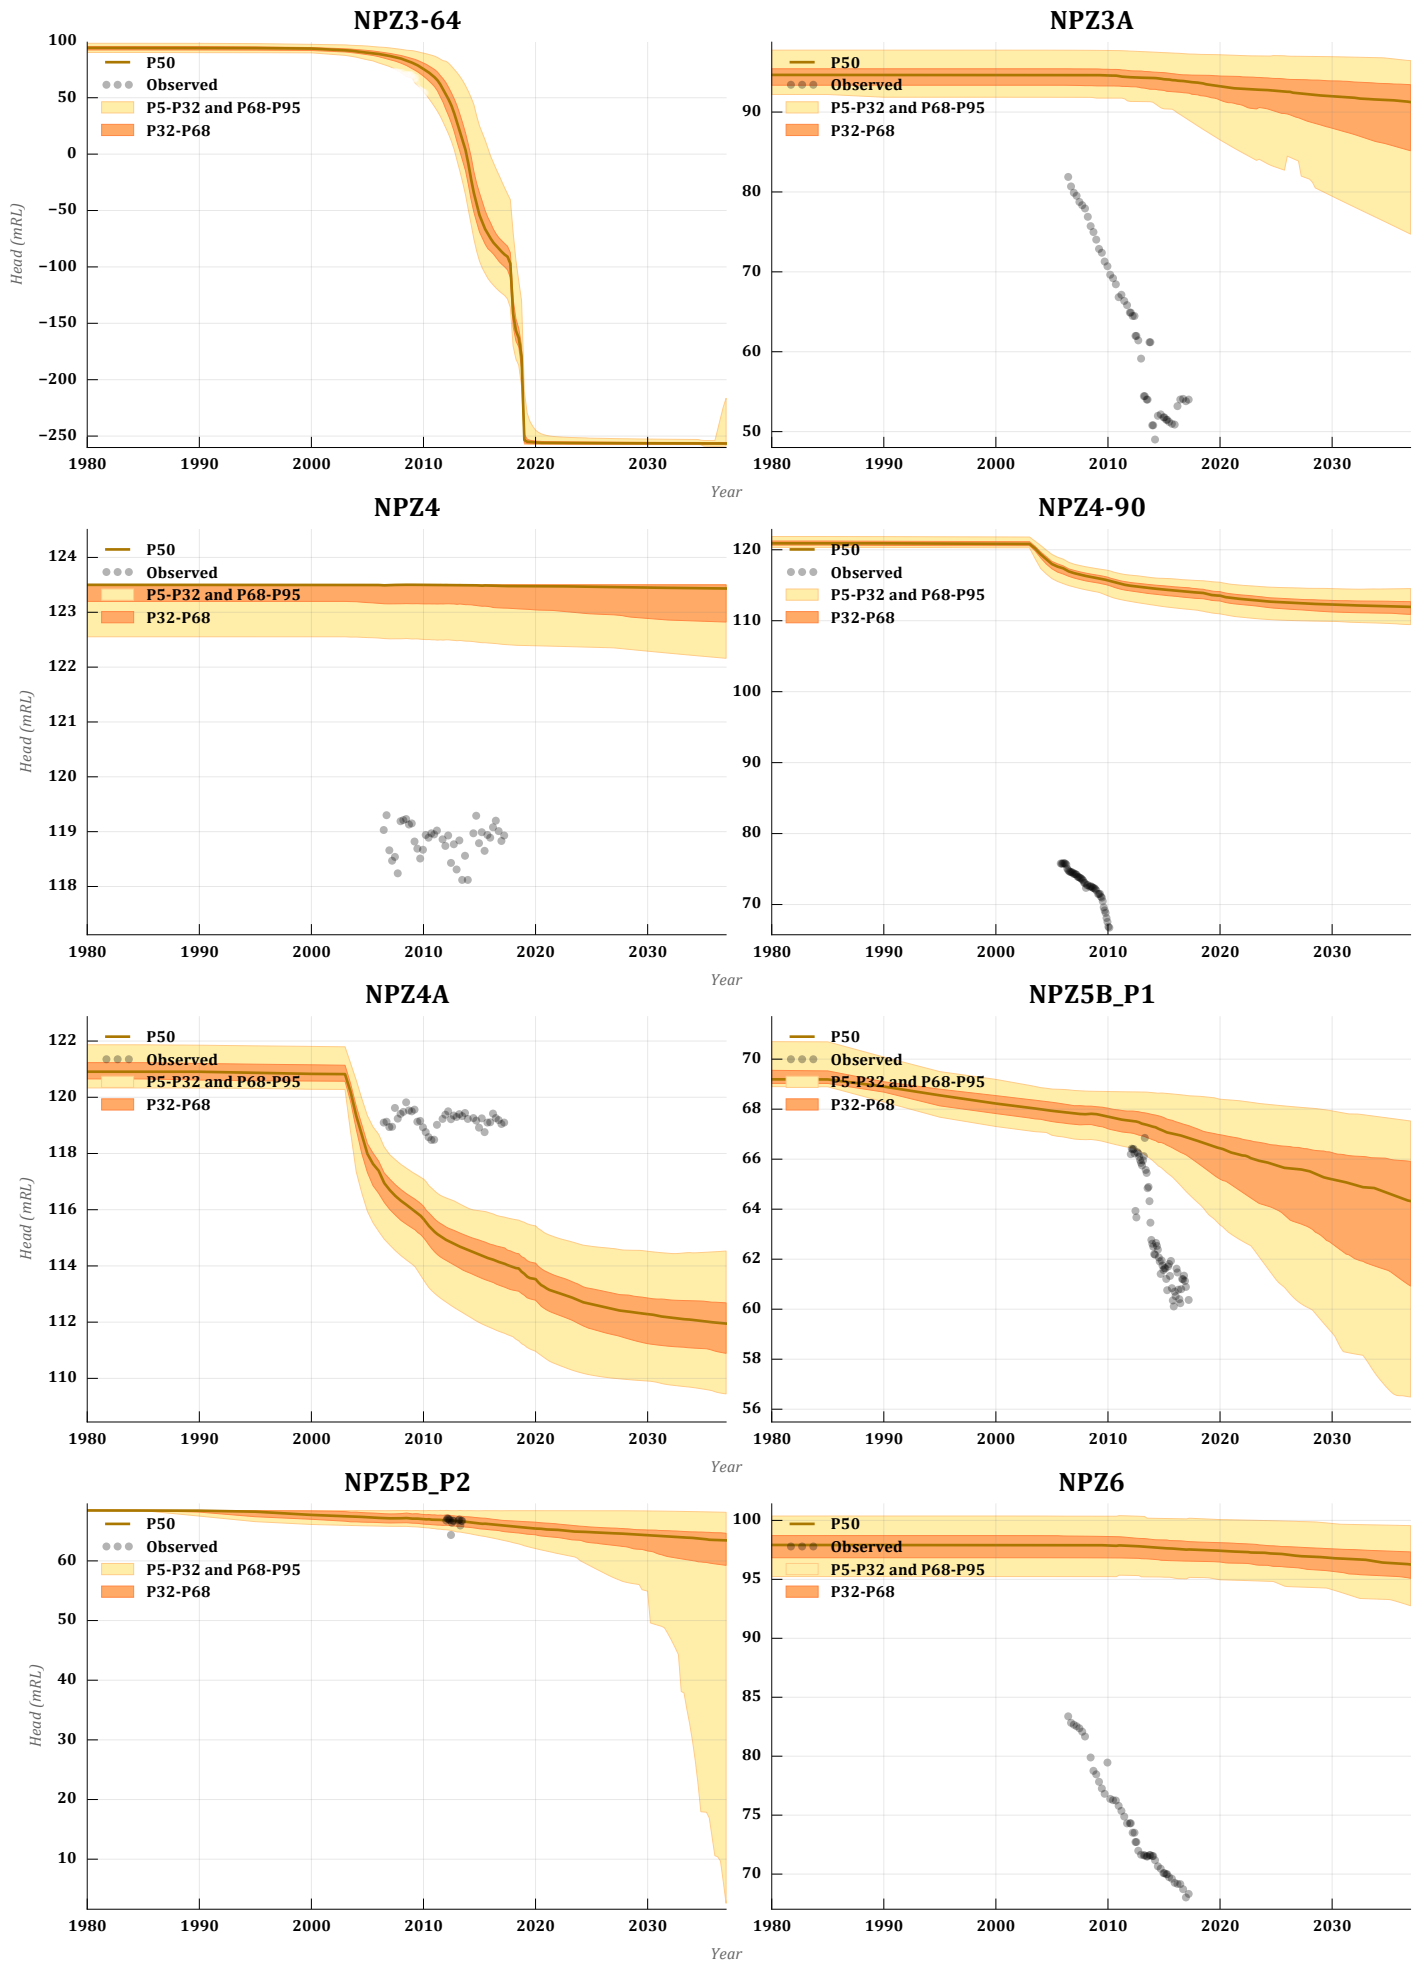 NPZ3-64
P50
Observed
P5-P32 and P68-P95
P32-P68
100
50
0
−50
−100
−150
−200
−250
Head (mRL)
1980 1990 2000 2010 2020 2030
NPZ3A
P50
Observed
P5-P32 and P68-P95
P32-P68
90
80
70
60
50
1980 1990 2000 2010 2020 2030
Year
NPZ4
P50
Observed
P5-P32 and P68-P95
P32-P68
124
123
122
121
120
119
118
Head (mRL)
1980 1990 2000 2010 2020 2030
NPZ4-90
P50
Observed
P5-P32 and P68-P95
P32-P68
120
110
100
90
80
70
1980 1990 2000 2010 2020 2030
Year
NPZ4A
P50
Observed
P5-P32 and P68-P95
P32-P68
122
120
118
116
114
112
110
Head (mRL)
1980 1990 2000 2010 2020 2030
NPZ5B_P1
P50
Observed
P5-P32 and P68-P95
P32-P68
70
68
66
64
62
60
58
56
1980 1990 2000 2010 2020 2030
Year
NPZ5B_P2
P50
Observed
P5-P32 and P68-P95
P32-P68
60
50
40
30
20
10
Head (mRL)
1980 1990 2000 2010 2020 2030
NPZ6
P50
Observed
P5-P32 and P68-P95
P32-P68
100
95
90
85
80
75
70
1980 1990 2000 2010 2020 2030
Year